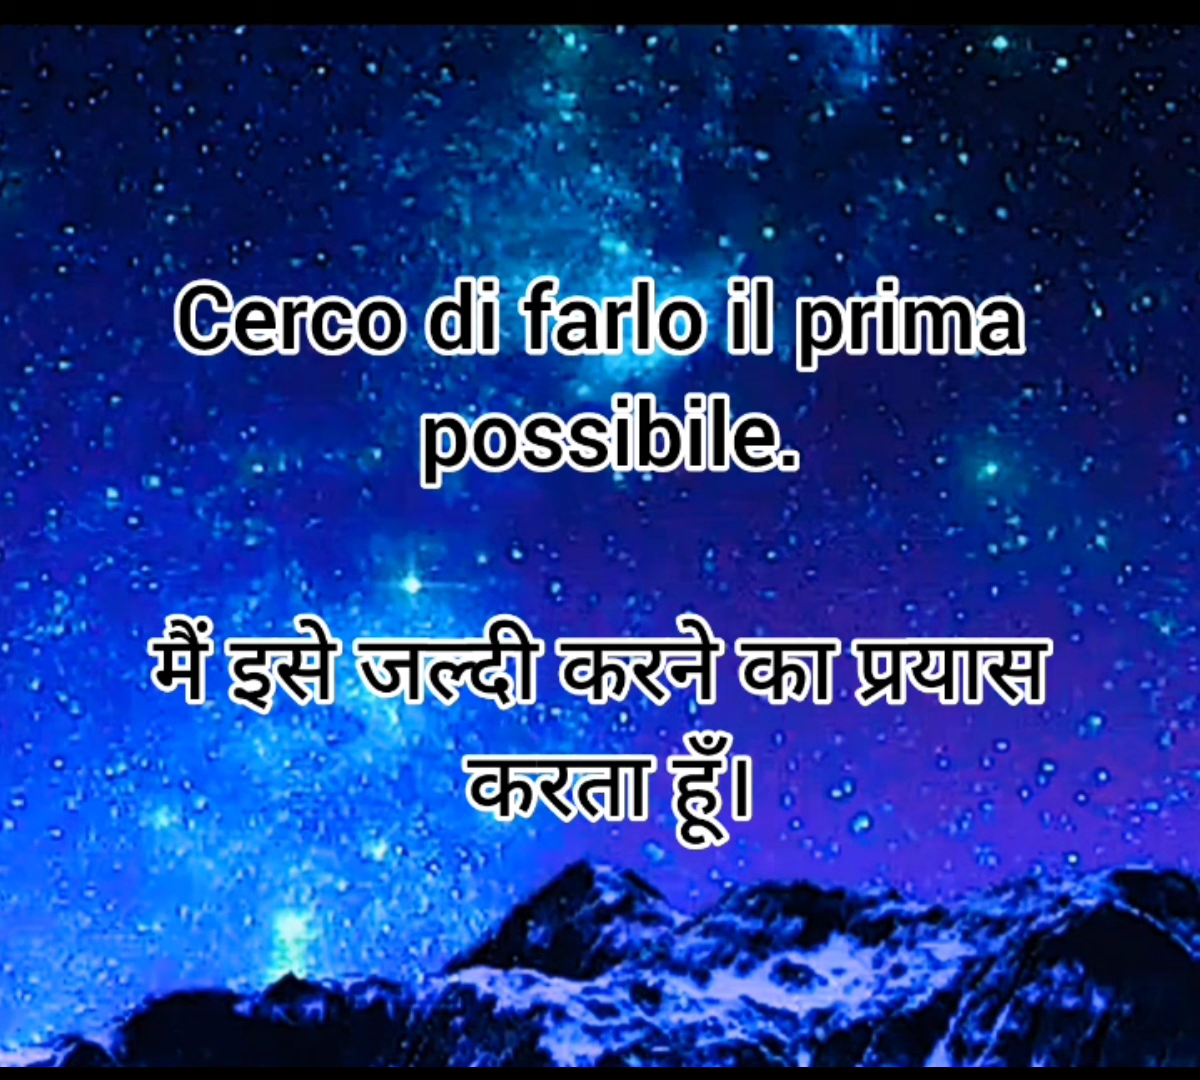 Cerco di farlo il prima
possibile.
मैं इसे जल्दी करने का प्रयास
करता हूँ।